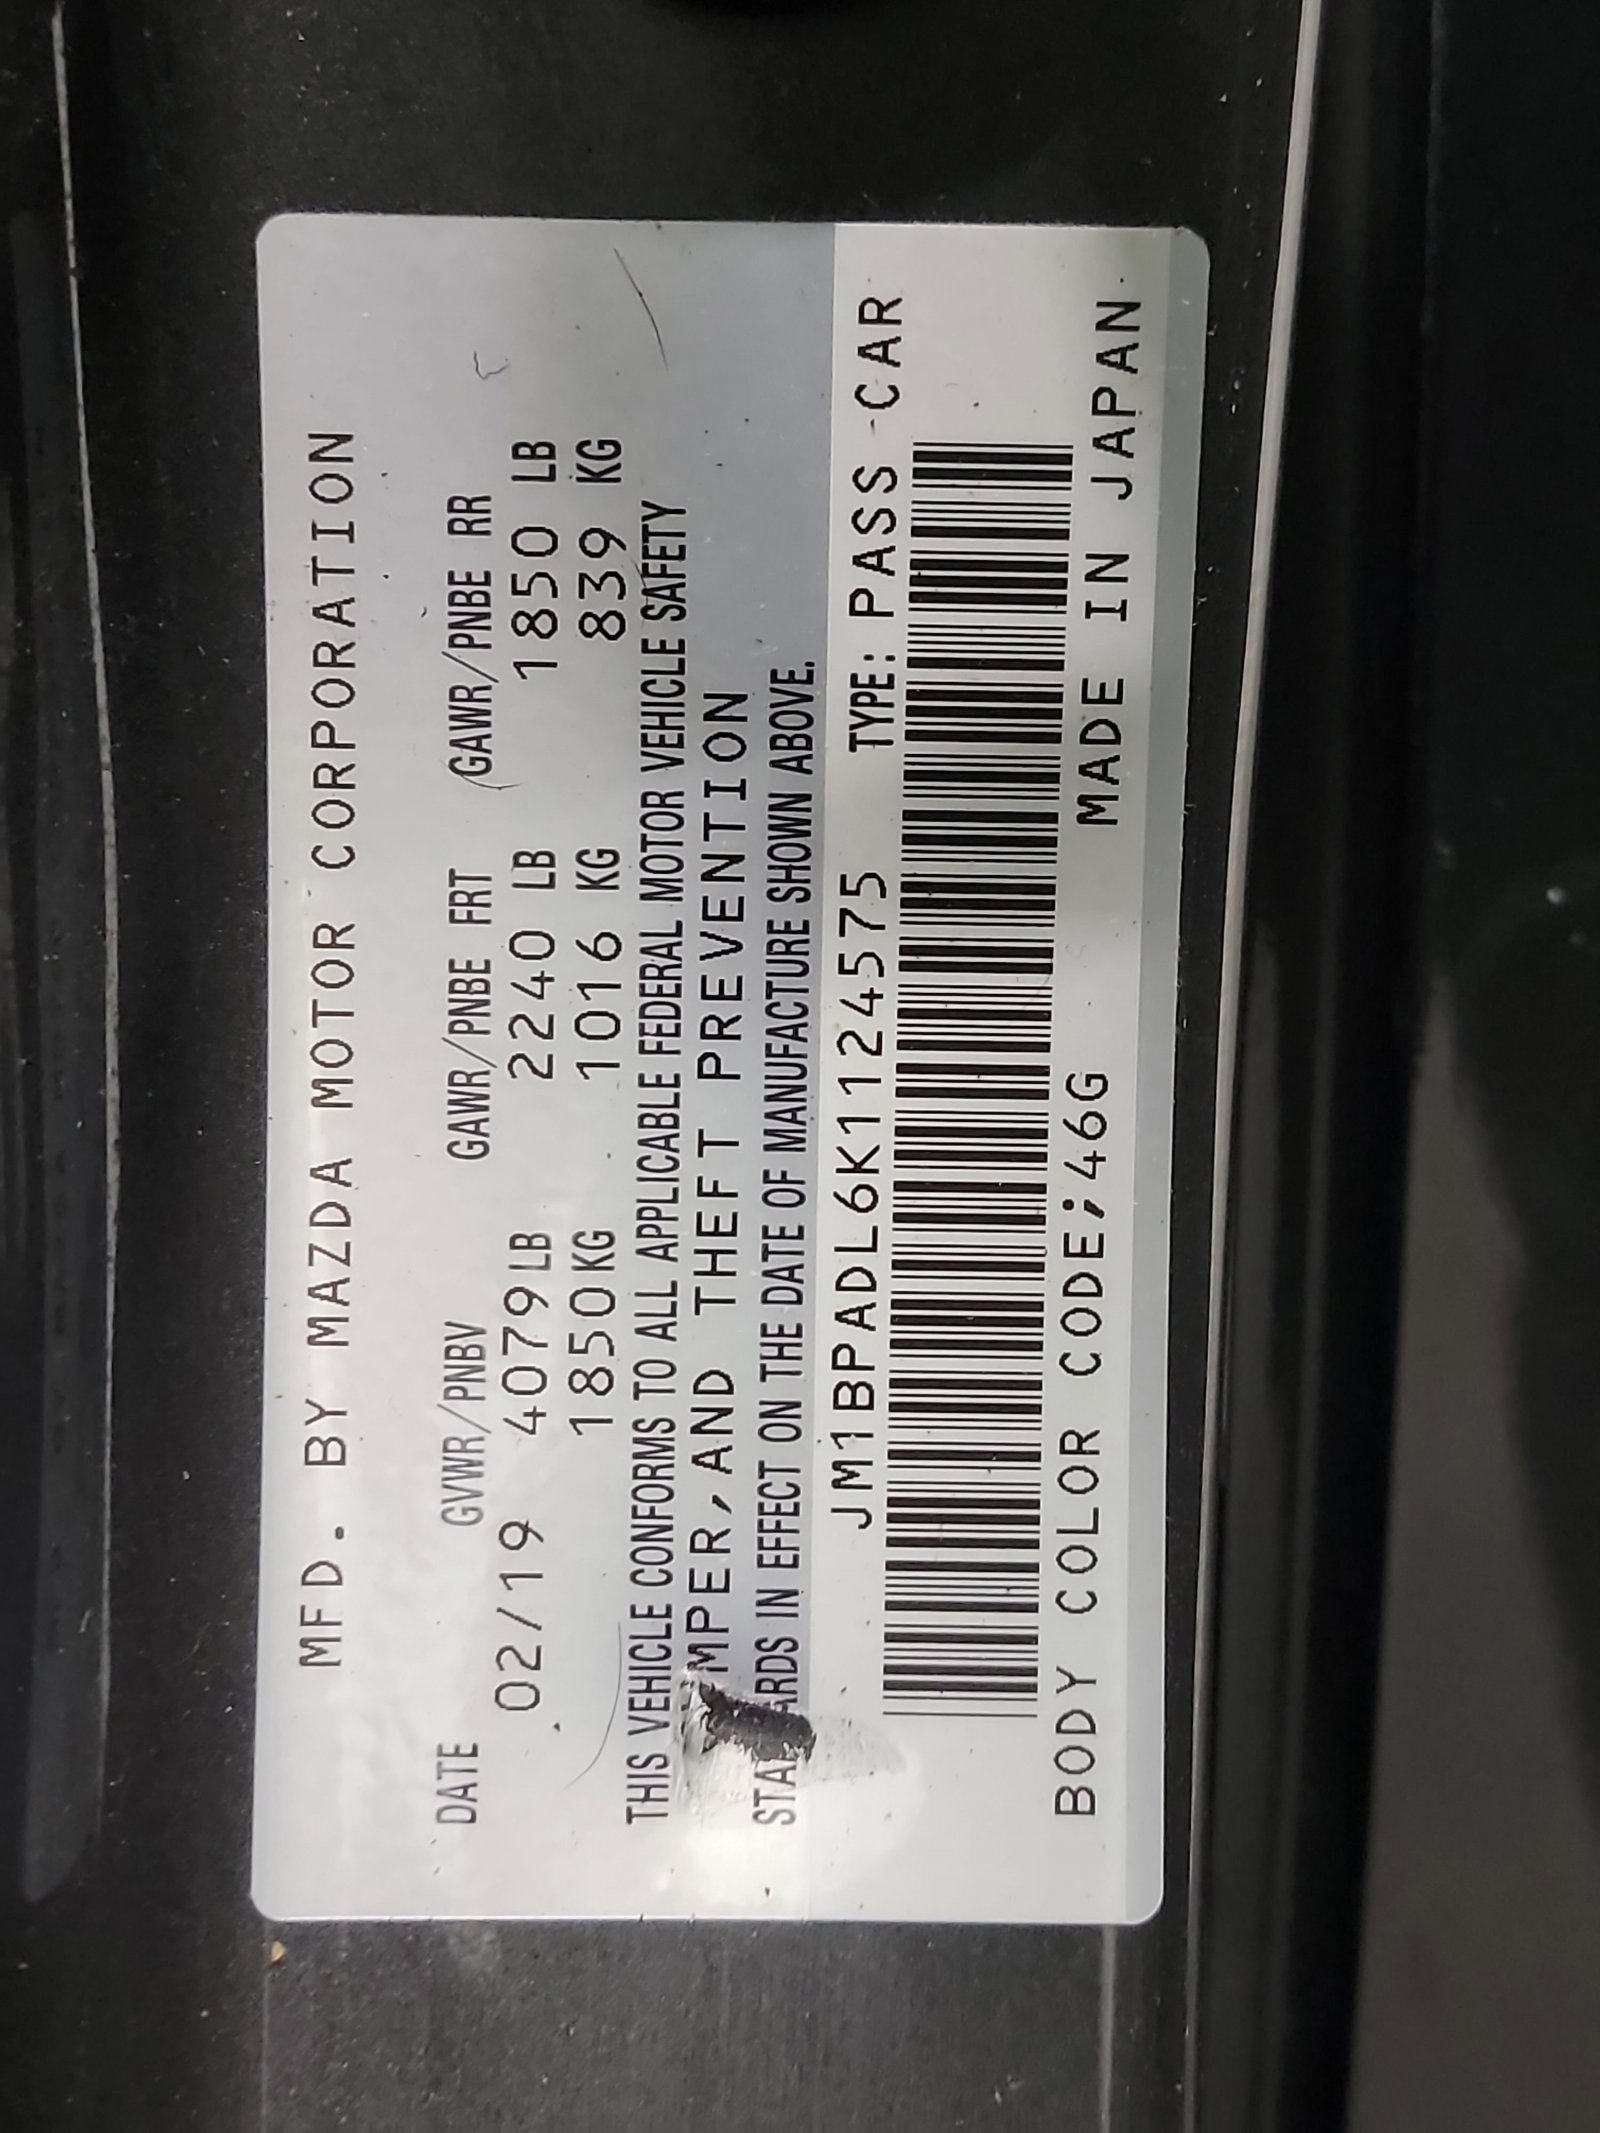 MFD. BY MAZDA MOTOR CORPORATION
DATE GVWR/PNBV GAWR/PNBE FRT GAWR/PNBE RR
02/19 4079LB 2240 LB 1850 LB
1850KG 1016 KG 839 KG
THIS VEHICLE CONFORMS TO ALL APPLICABLE FEDERAL MOTOR VEHICLE SAFETY
MPER,AND THEFT PREVENTION
IN EFFECT ON THE DATE OF MANUFACTURE SHOWN ABOVE.
JM1BPADL6K1124575 TYPE: PASS CAR
BODY COLOR CODE;46G MADE IN JAPAN